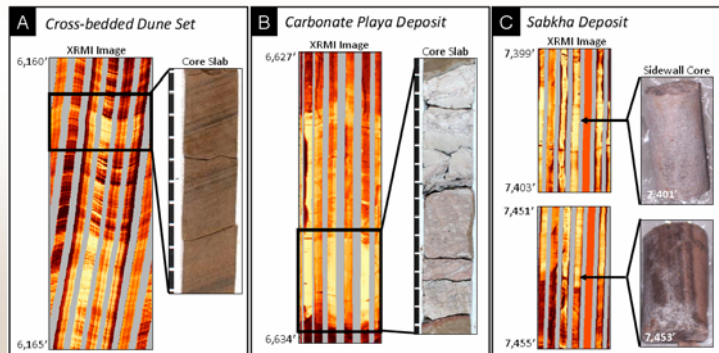 A Cross-bedded Dune Set
XRMI Image
6,160'
Core Slab
6,165'
B Carbonate Playa Deposit
XRMI Image
Core Slab
6,627'
6,634'
C Sabkha Deposit
XRMI Image
7,399'
Sidewall Core
7,403'
7,401'
7,451'
7,455'
7,453'